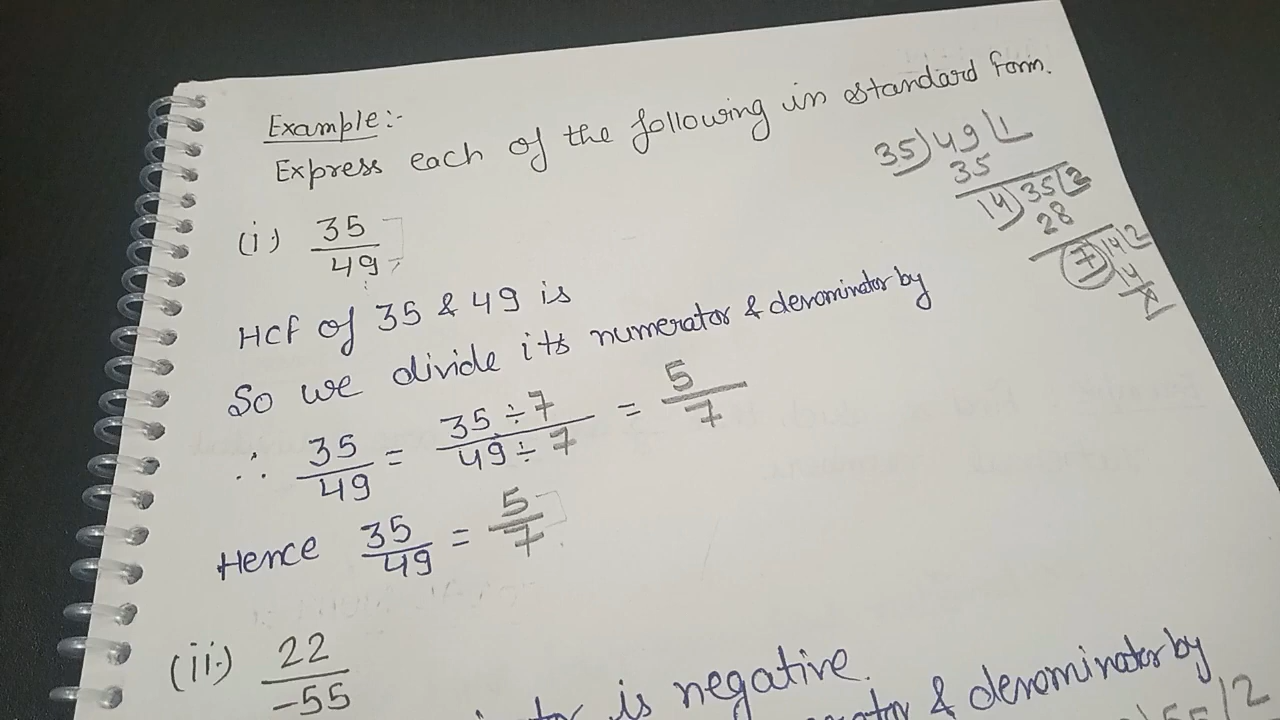 Example:-
Express each of the following in standard form.
35)49(1
35
14)35(2
28
7)14(2
14
(i) 35/49
HCF of 35 & 49 is
So we divide its numerator & denominator by
∴ 35/49 = 35÷7/49÷7 = 5/7
Hence 35/49 = 5/7
(ii) 22/-55
is negative.
& denominator by